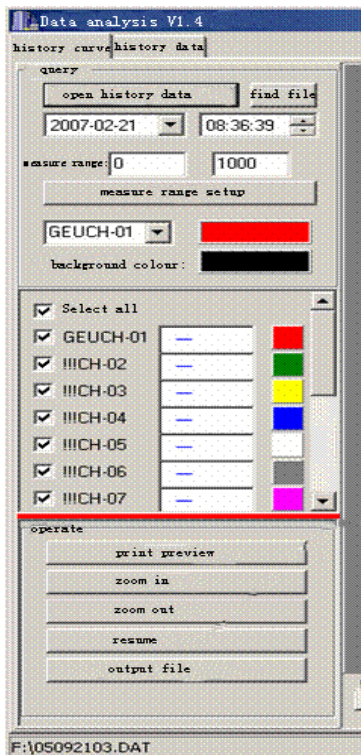 Data analysis V1.4
history curve history data
query
open history data find file
2007-02-21 08:36:39
measure range: 0 1000
measure range setup
GEUCH-01
background colour:
Select all
GEUCH-01
!!!CH-02
!!!CH-03
!!!CH-04
!!!CH-05
!!!CH-06
!!!CH-07
operate
print preview
zoom in
zoom out
resume
output file
F:\05092103.DAT